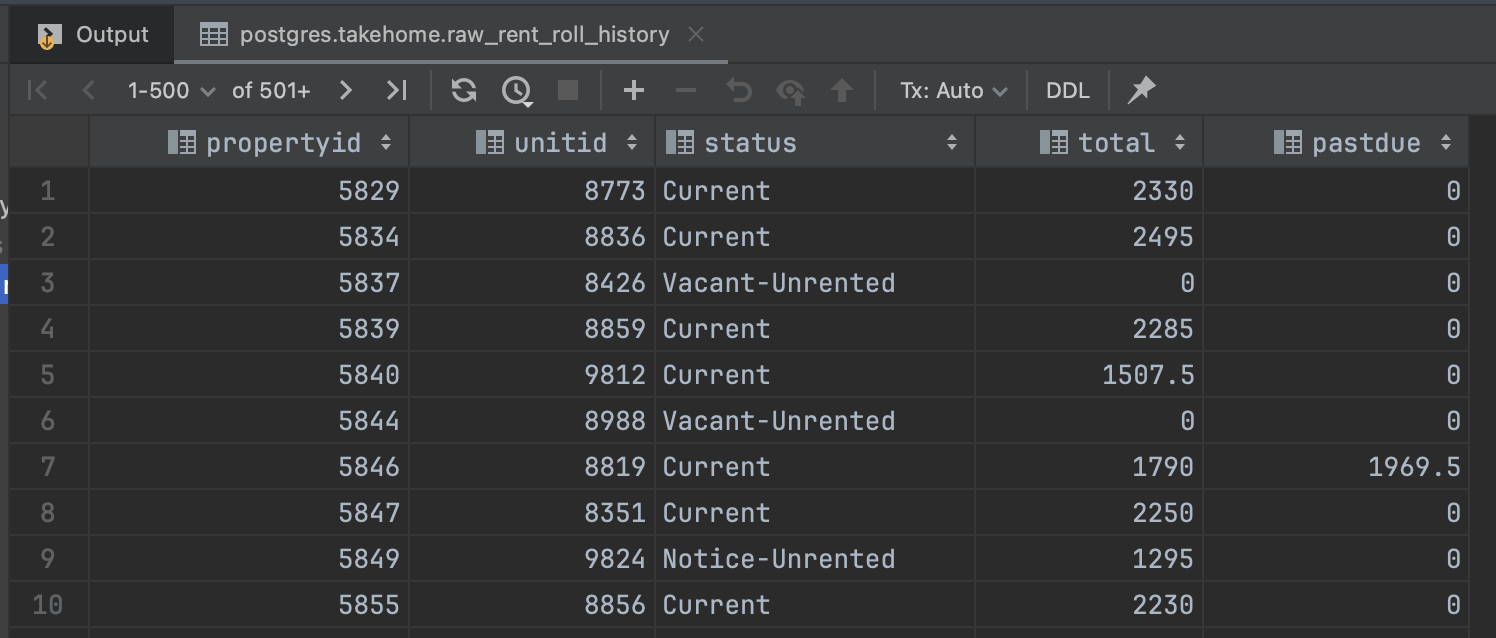 Output postgres.takehome.raw_rent_roll_history
1-500 of 501+ Tx: Auto DDL
propertyid unitid status total pastdue
1 5829 8773 Current 2330 0
2 5834 8836 Current 2495 0
3 5837 8426 Vacant-Unrented 0 0
4 5839 8859 Current 2285 0
5 5840 9812 Current 1507.5 0
6 5844 8988 Vacant-Unrented 0 0
7 5846 8819 Current 1790 1969.5
8 5847 8351 Current 2250 0
9 5849 9824 Notice-Unrented 1295 0
10 5855 8856 Current 2230 0